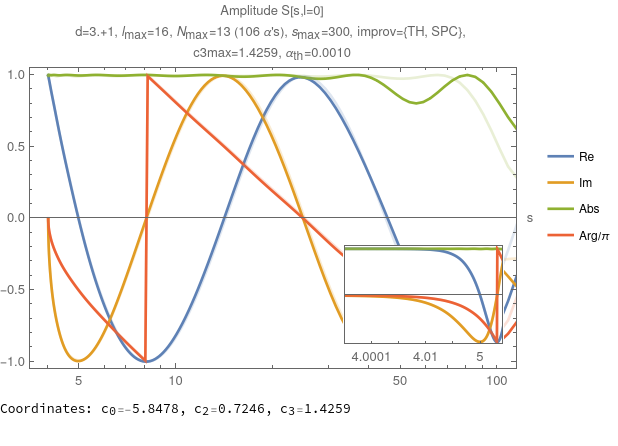 Amplitude S[s,l=0]
d=3.+1, lmax=16, Nmax=13 (106 α's), smax=300, improv={TH, SPC},
c3max=1.4259, αth=0.0010
1.0
0.5
0.0
−0.5
−1.0
s
4.0001 4.01 5
5 10 50 100
Re
Im
Abs
Arg/π
Coordinates: c0=−5.8478, c2=0.7246, c3=1.4259